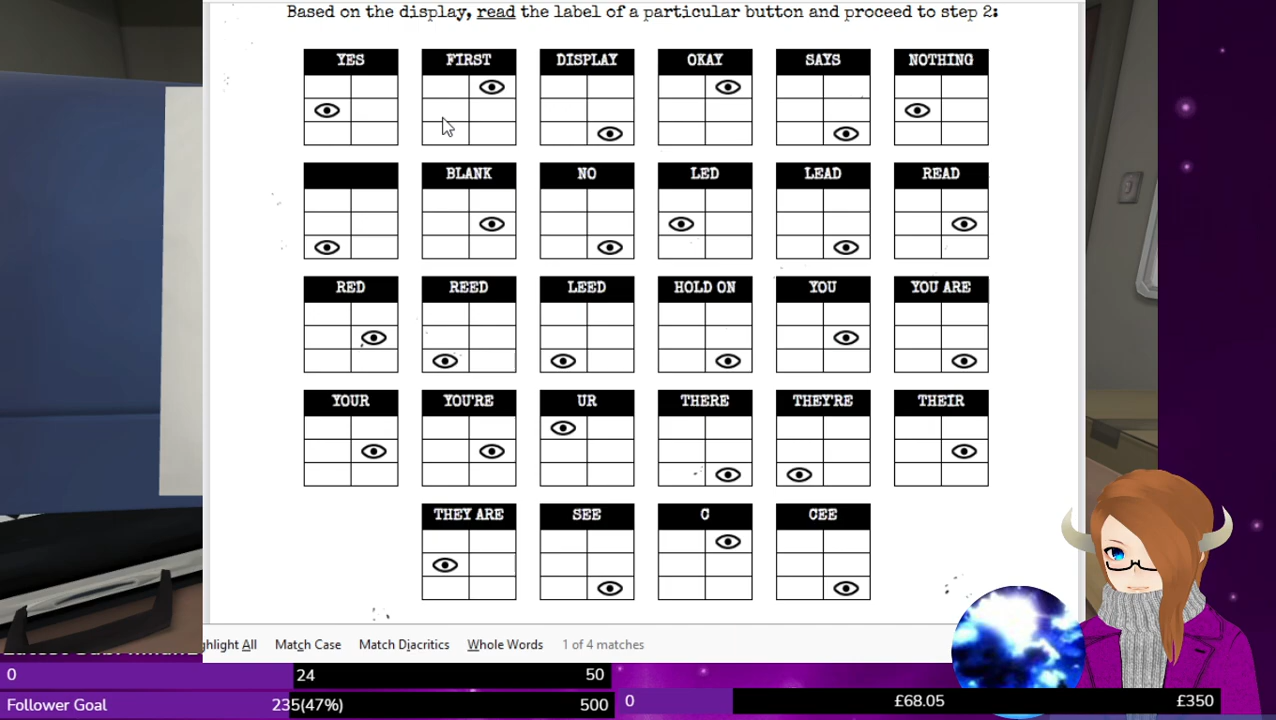 Based on the display, read the label of a particular button and proceed to step 2:
YES FIRST DISPLAY OKAY SAYS NOTHING
BLANK NO LED LEAD READ
RED REED LEED HOLD ON YOU YOU ARE
YOUR YOU'RE UR THERE THEY'RE THEIR
THEY ARE SEE C CEE
ghlight All Match Case Match Diacritics Whole Words 1 of 4 matches
0 24 50
Follower Goal 235(47%) 500 0 £68.05 £350